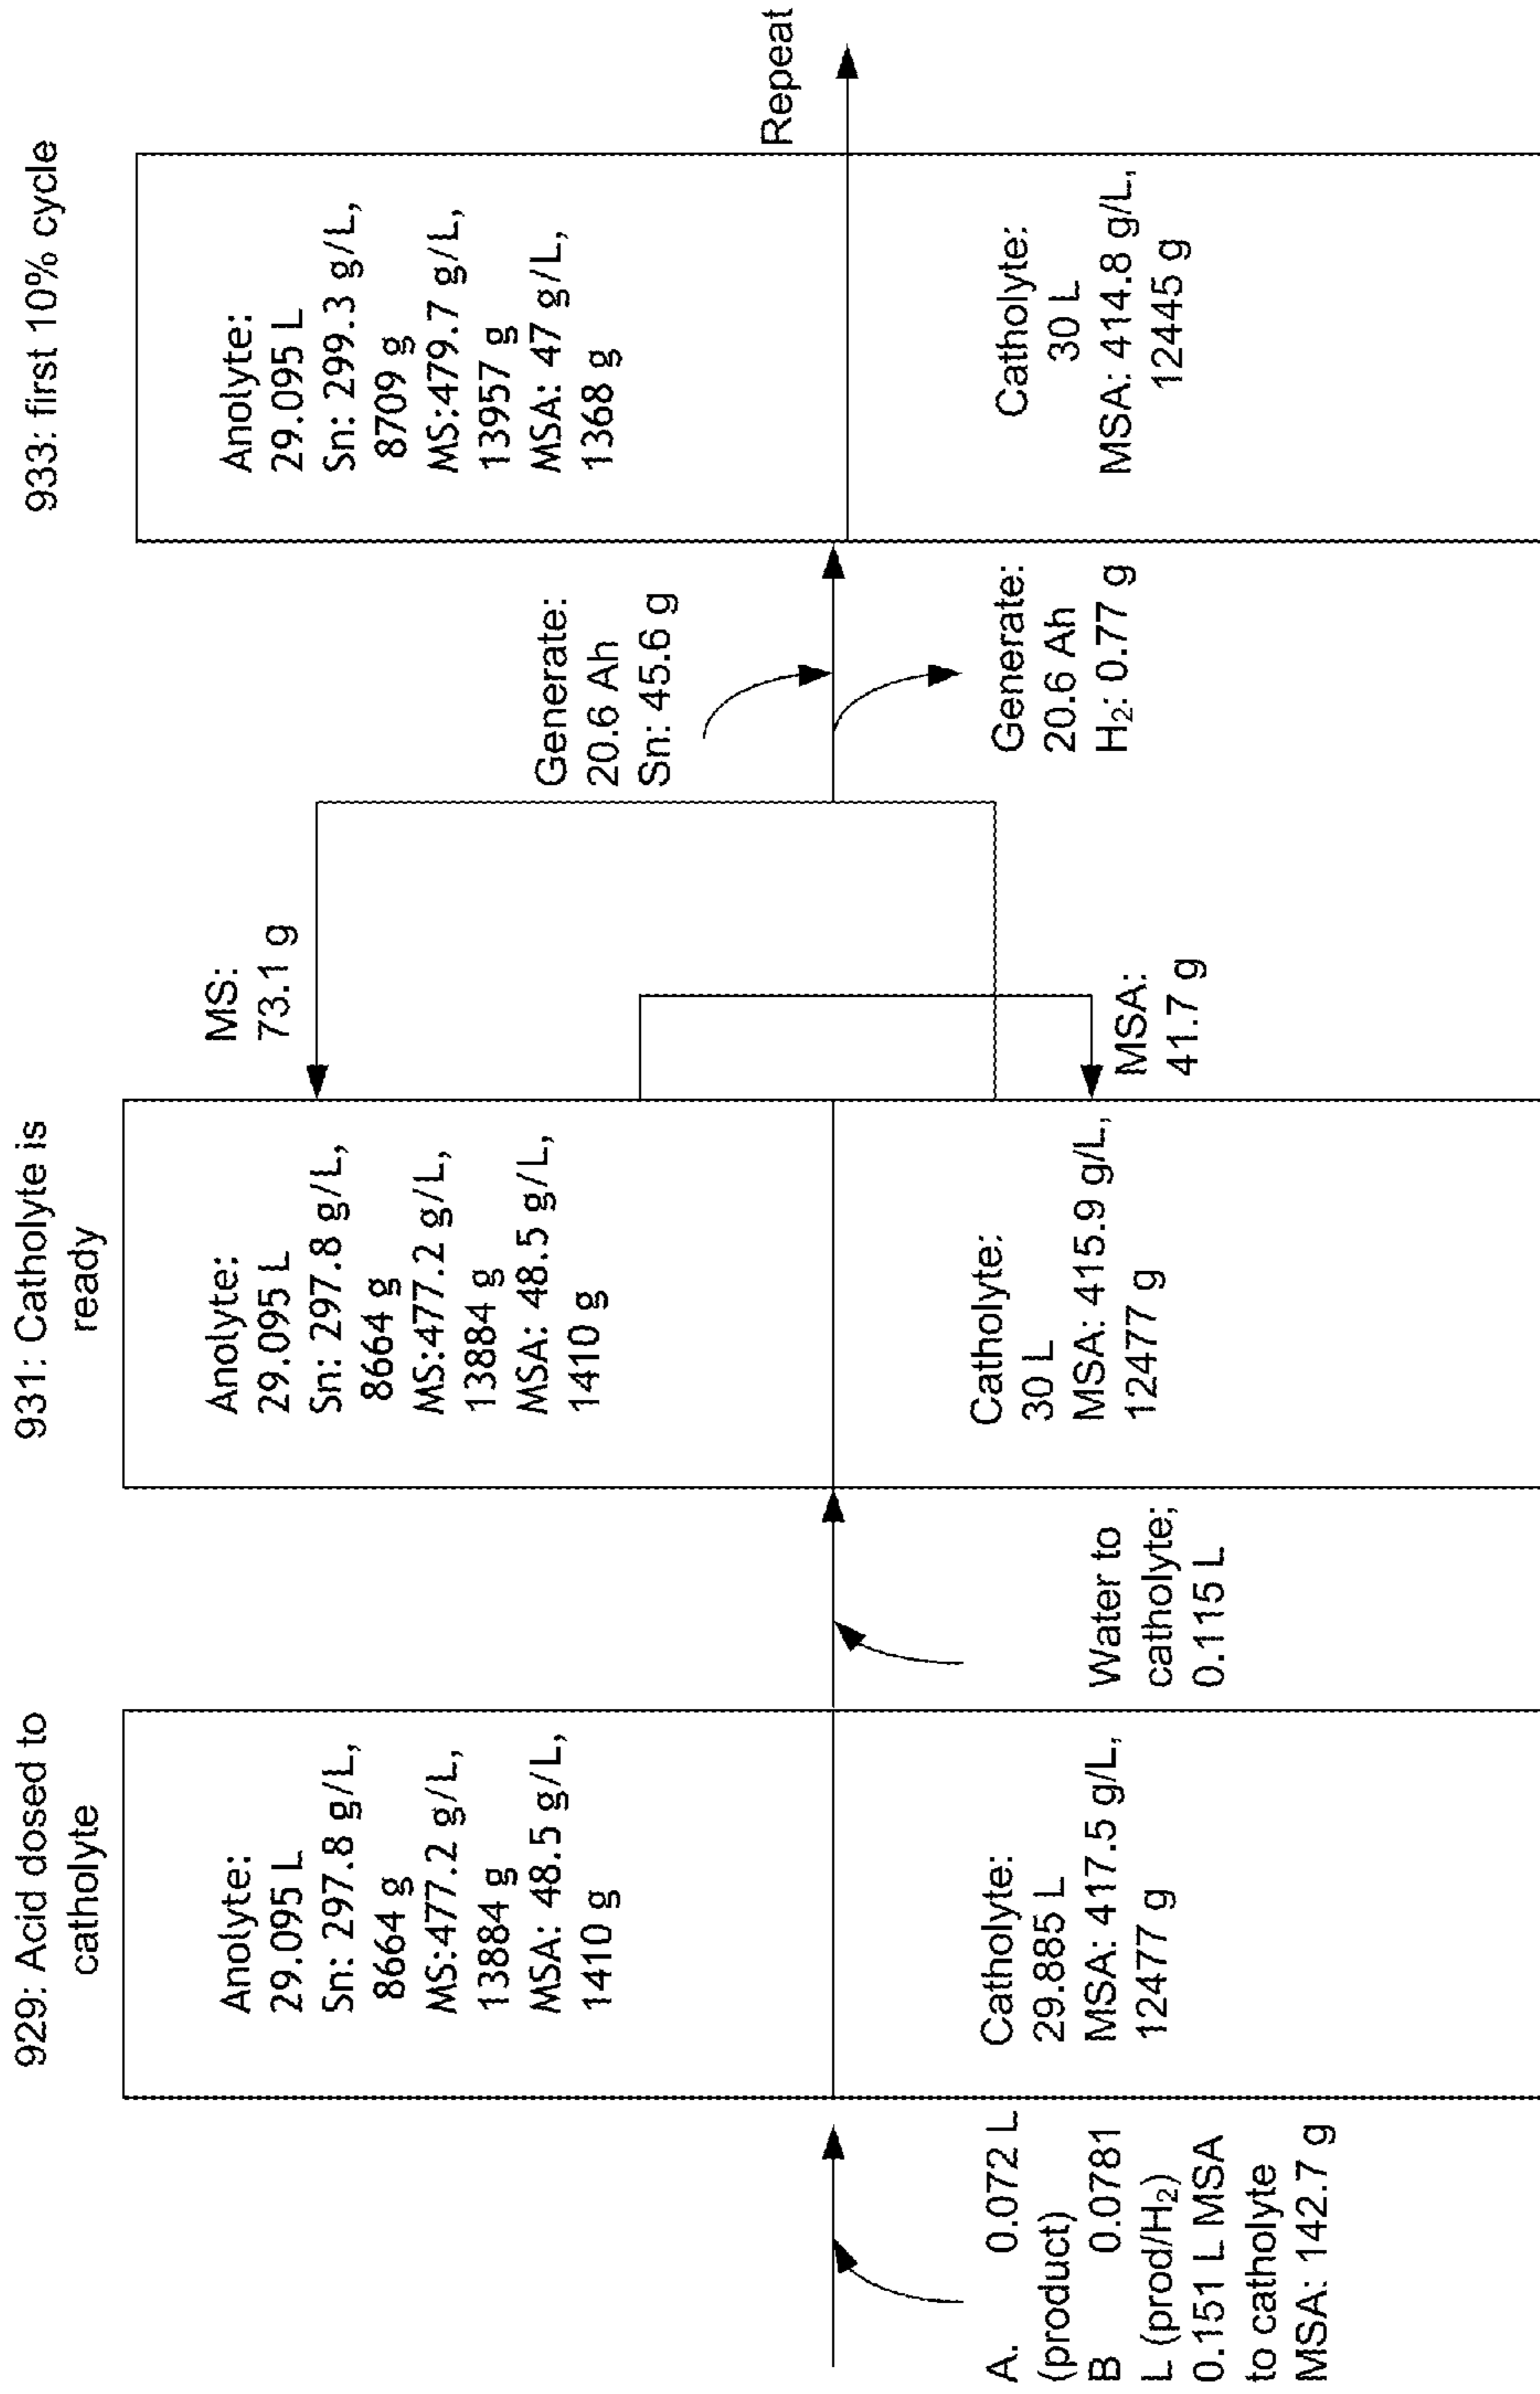 929: Acid dosed to
catholyte
Anolyte:
29.095 L
Sn: 297.8 g/L,
8664 g
MS:477.2 g/L,
13884 g
MSA: 48.5 g/L,
1410 g
Catholyte:
29.885 L
MSA: 417.5 g/L,
12477 g
A. 0.072 L
(product)
B 0.0781
L (prod/H₂)
0.151 L MSA
to catholyte
MSA: 142.7 g
Water to
catholyte;
0.115 L
931: Catholyte is
ready
Anolyte:
29.095 L
Sn: 297.8 g/L,
8664 g
MS:477.2 g/L,
13884 g
MSA: 48.5 g/L,
1410 g
Catholyte:
30 L
MSA: 415.9 g/L,
12477 g
MS:
73.1 g
MSA:
41.7 g
Generate:
20.6 Ah
Sn: 45.6 g
Generate:
20.6 Ah
H₂: 0.77 g
933: first 10% cycle
Anolyte:
29.095 L
Sn: 299.3 g/L,
8709 g
MS:479.7 g/L,
13957 g
MSA: 47 g/L,
1368 g
Catholyte:
30 L
MSA: 414.8 g/L,
12445 g
Repeat